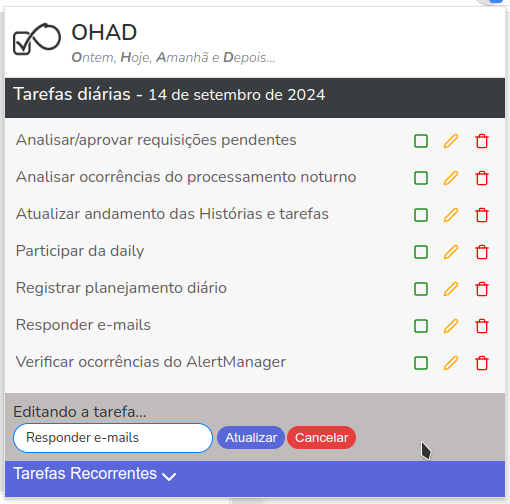 OHAD
Ontem, Hoje, Amanhã e Depois...
Tarefas diárias - 14 de setembro de 2024
Analisar/aprovar requisições pendentes
Analisar ocorrências do processamento noturno
Atualizar andamento das Histórias e tarefas
Participar da daily
Registrar planejamento diário
Responder e-mails
Verificar ocorrências do AlertManager
Editando a tarefa...
Responder e-mails Atualizar Cancelar
Tarefas Recorrentes